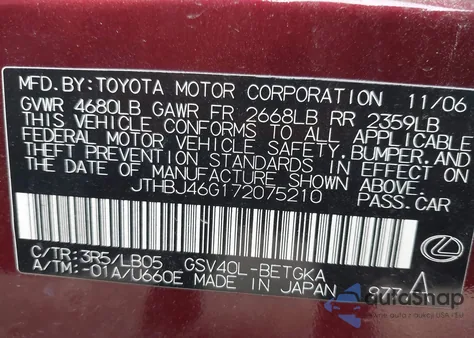 MFD.BY:TOYOTA MOTOR CORPORATION 11/06
GVWR 4680LB GAWR FR 2668LB RR 2359LB
THIS VEHICLE CONFORMS TO ALL APPLICABLE
FEDERAL MOTOR VEHICLE SAFETY,BUMPER,AND
THEFT PREVENTION STANDARDS IN EFFECT ON
THE DATE OF MANUFACTURE SHOWN ABOVE.
JTHBJ46G172075210 PASS.CAR
C/TR:3R5/LB05 GSV40L-BETGKA
A/TM:-01A/U660E MADE IN JAPAN 877 A
autoSnap